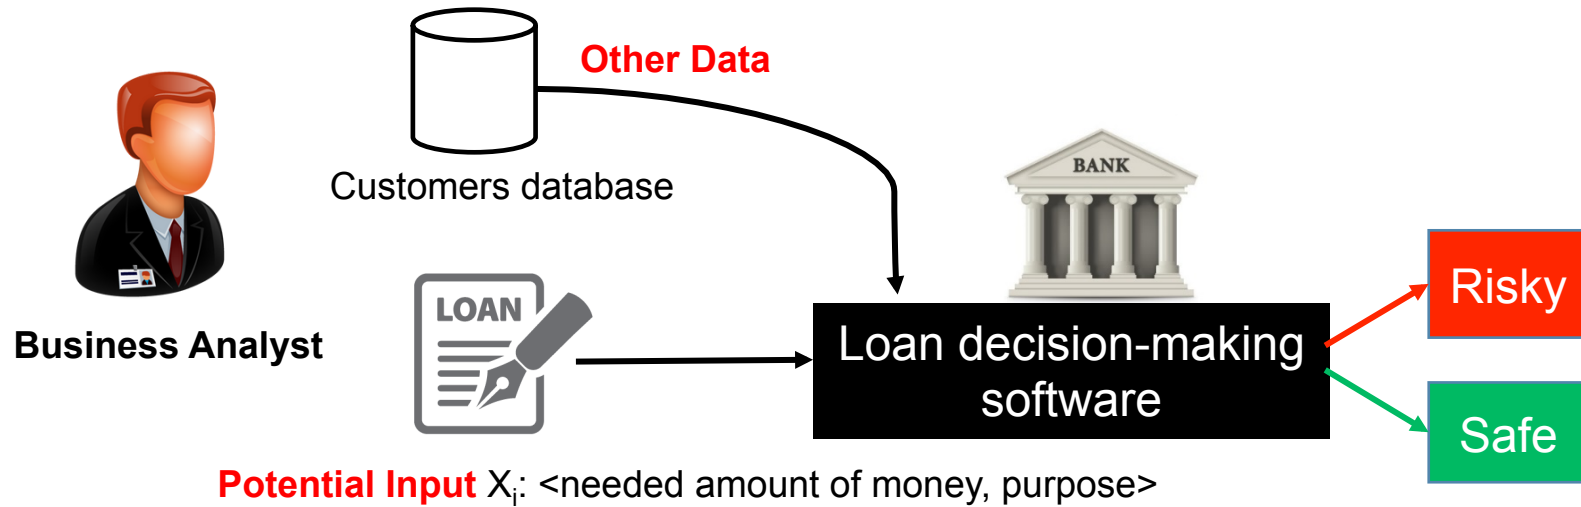 Other Data
Customers database
BANK
LOAN
Business Analyst
Loan decision-making
software
Risky
Safe
Potential Input Xi: <needed amount of money, purpose>